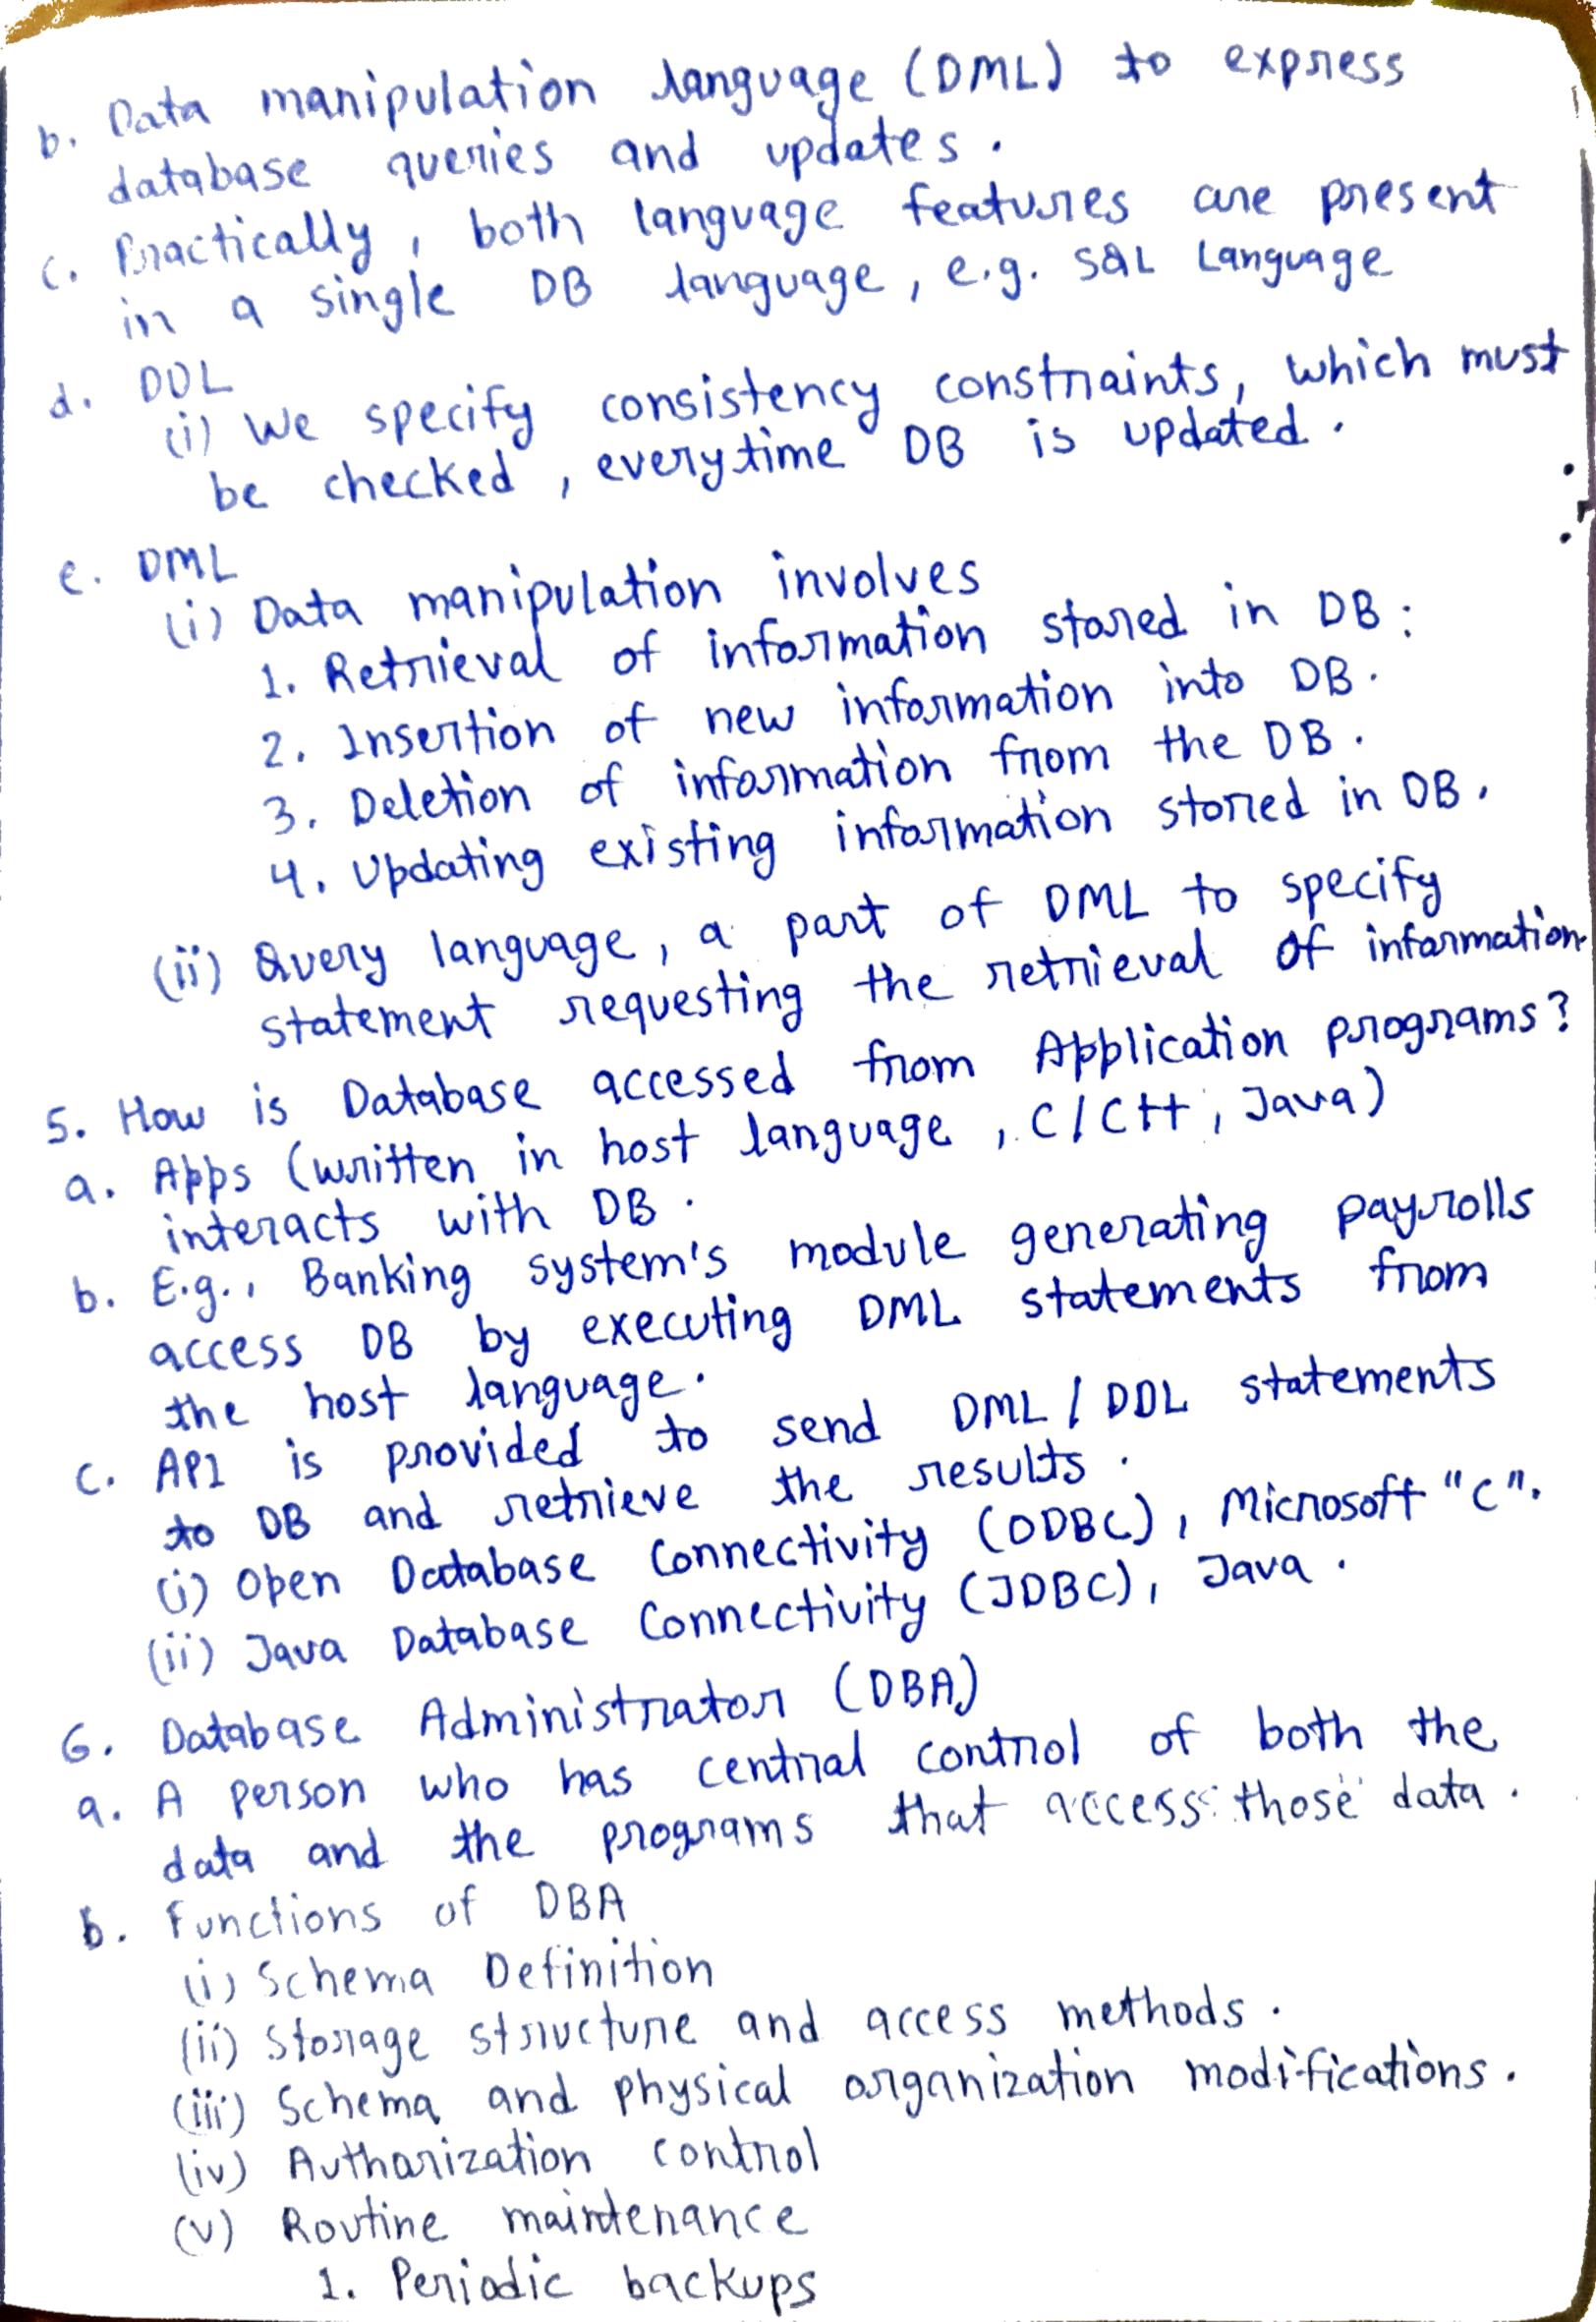 b. Data manipulation language (DML) to express
database queries and updates.
c. Practically, both language features are present
in a single DB language, e.g. SQL Language
d. DDL
(i) We specify consistency constraints, which must
be checked, everytime DB is updated.
e. DML
(i) Data manipulation involves
1. Retrieval of information stored in DB:
2. Insertion of new information into DB.
3. Deletion of information from the DB.
4. Updating existing information stored in DB.
(ii) Query language, a part of DML to specify
statement requesting the retrieval of information
5. How is Database accessed from Application programs?
a. Apps (written in host language, C/C++, Java)
interacts with DB.
b. E.g., Banking system's module generating payrolls
access DB by executing DML statements from
the host language.
c. API is provided to send DML / DDL statements
to DB and retrieve the results.
(i) Open Database Connectivity (ODBC), Microsoft "C".
(ii) Java Database Connectivity (JDBC), Java.
6. Database Administrator (DBA)
a. A person who has central control of both the
data and the programs that access those data.
b. Functions of DBA
(i) Schema Definition
(ii) Storage structure and access methods.
(iii) Schema and physical organization modifications.
(iv) Authorization control
(v) Routine maintenance
1. Periodic backups